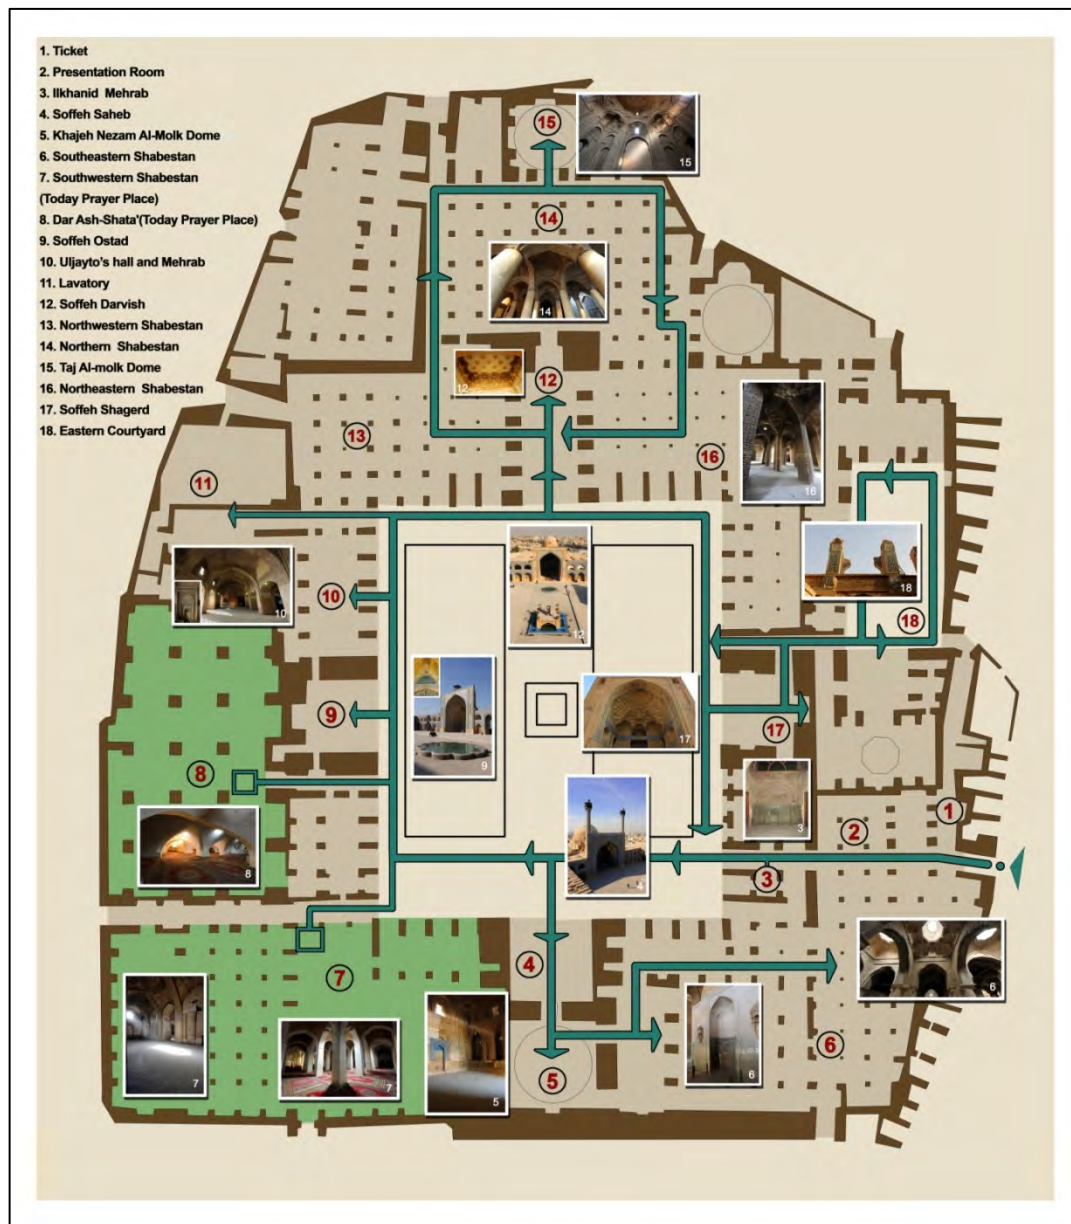 1. Ticket
2. Presentation Room
3. Ilkhanid Mehrab
4. Soffeh Saheb
5. Khajeh Nezam Al-Molk Dome
6. Southeastern Shabestan
7. Southwestern Shabestan
(Today Prayer Place)
8. Dar Ash-Shata'(Today Prayer Place)
9. Soffeh Ostad
10. Uljayto's hall and Mehrab
11. Lavatory
12. Soffeh Darvish
13. Northwestern Shabestan
14. Northern Shabestan
15. Taj Al-molk Dome
16. Northeastern Shabestan
17. Soffeh Shagerd
18. Eastern Courtyard
15
15
14
14
12
12
13
16
16
11
18
18
10
10
12
9
9
17
17
8
8
3
3
2
1
4
7
7
7
5
5
6
6
6